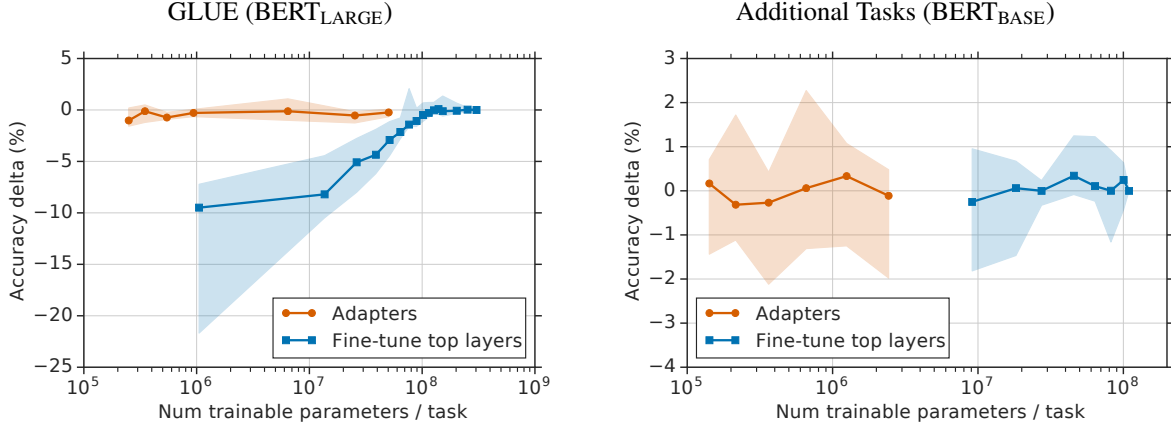 GLUE (BERT_LARGE)
5
0
−5
−10
−15
−20
−25
Accuracy delta (%)
Adapters
Fine-tune top layers
10^5 10^6 10^7 10^8 10^9
Num trainable parameters / task
Additional Tasks (BERT_BASE)
3
2
1
0
−1
−2
−3
−4
Accuracy delta (%)
Adapters
Fine-tune top layers
10^5 10^6 10^7 10^8
Num trainable parameters / task